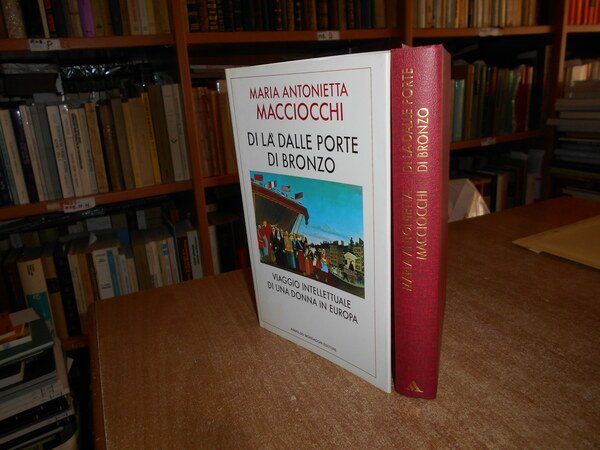 MARIA ANTONIETTA
MACCIOCCHI
DI LÀ DALLE PORTE
DI BRONZO
VIAGGIO INTELLETTUALE
DI UNA DONNA IN EUROPA
ARNOLDO MONDADORI EDITORE
MARIA ANTONIETTA
MACCIOCCHI
DI LÀ DALLE PORTE
DI BRONZO